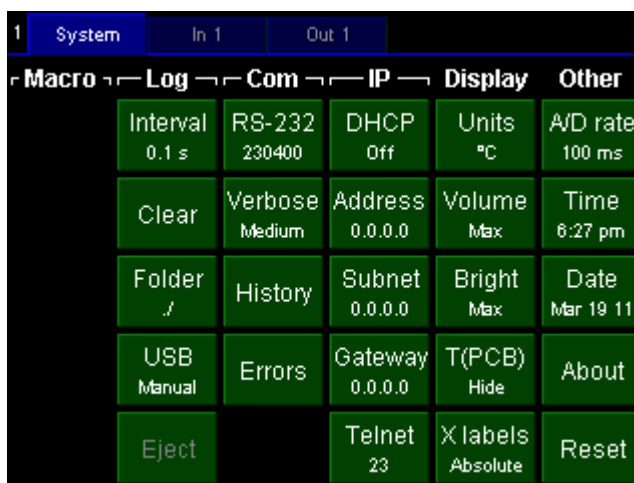 1 System In 1 Out 1
Macro Log Com IP Display Other
Interval RS-232 DHCP Units A/D rate
0.1 s 230400 Off °C 100 ms
Clear Verbose Address Volume Time
Medium 0.0.0.0 Max 6:27 pm
Folder History Subnet Bright Date
./ 0.0.0.0 Max Mar 19 11
USB Errors Gateway T(PCB) About
Manual 0.0.0.0 Hide
Eject Telnet X labels Reset
23 Absolute